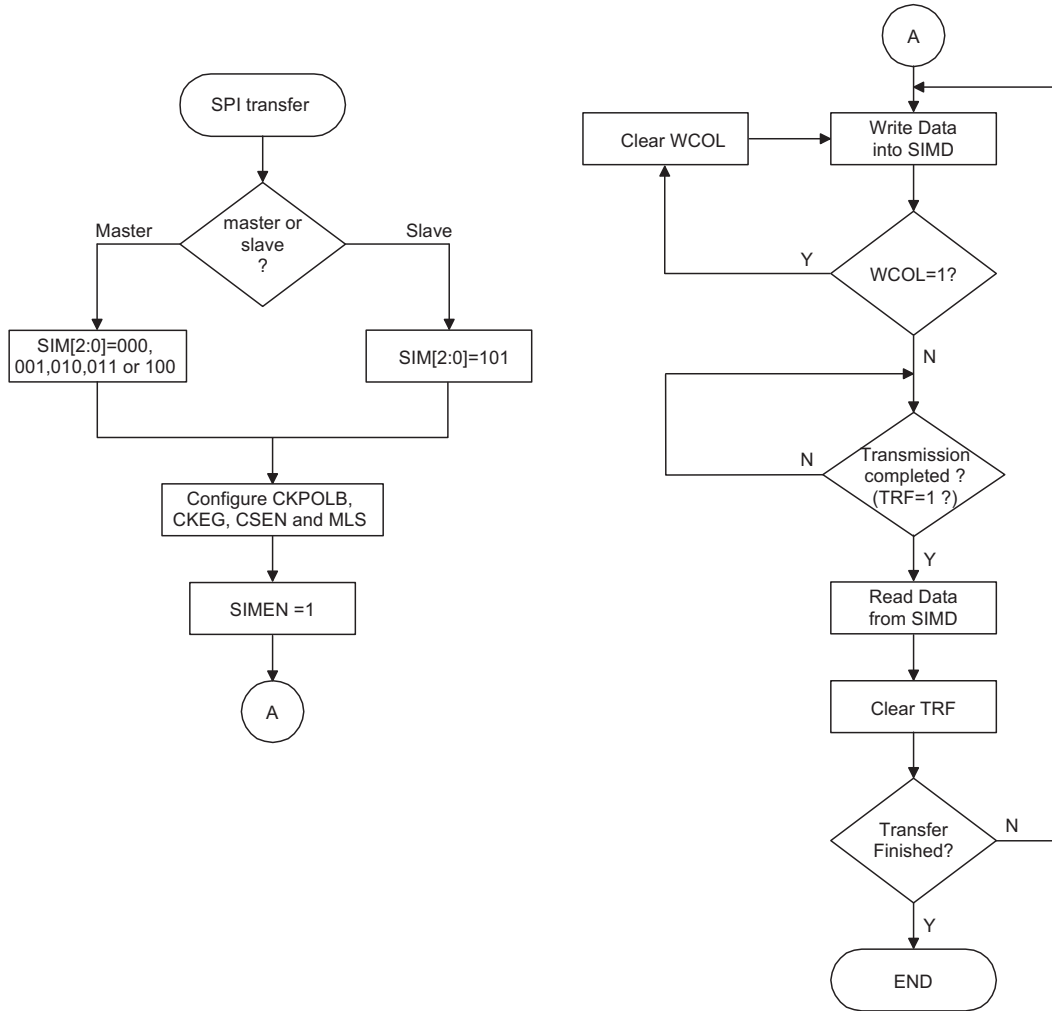 SPI transfer
master or
slave
?
Master
Slave
SIM[2:0]=000,
001,010,011 or 100
SIM[2:0]=101
Configure CKPOLB,
CKEG, CSEN and MLS
SIMEN =1
A
A
Clear WCOL
Write Data
into SIMD
Y
WCOL=1?
N
N
Transmission
completed ?
(TRF=1 ?)
Y
Read Data
from SIMD
Clear TRF
Transfer
Finished?
N
Y
END